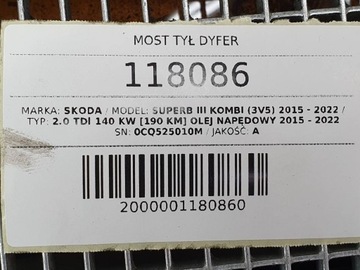 MOST TYŁ DYFER
118086
MARKA: SKODA / MODEL: SUPERB III KOMBI (3V5) 2015 - 2022 /
TYP: 2.0 TDI 140 KW [190 KM] OLEJ NAPĘDOWY 2015 - 2022
SN: 0CQ525010M / JAKOŚĆ: A
2000001180860